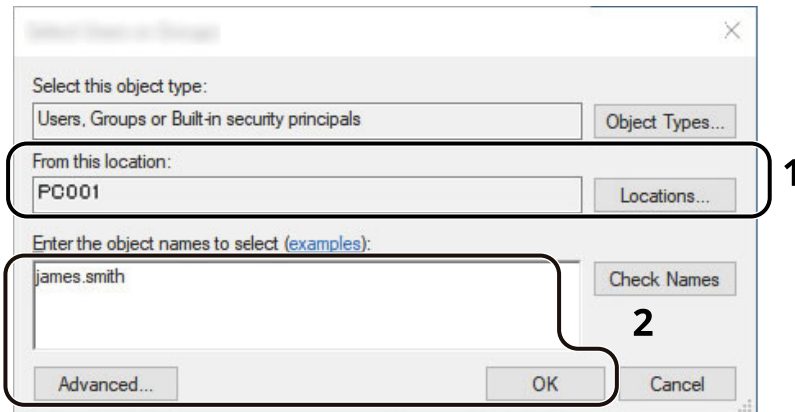 Select this object type:
Users, Groups or Built-in security principals
Object Types...
From this location:
PC001
Locations...
1
Enter the object names to select (examples):
james.smith
Check Names
2
Advanced...
OK
Cancel